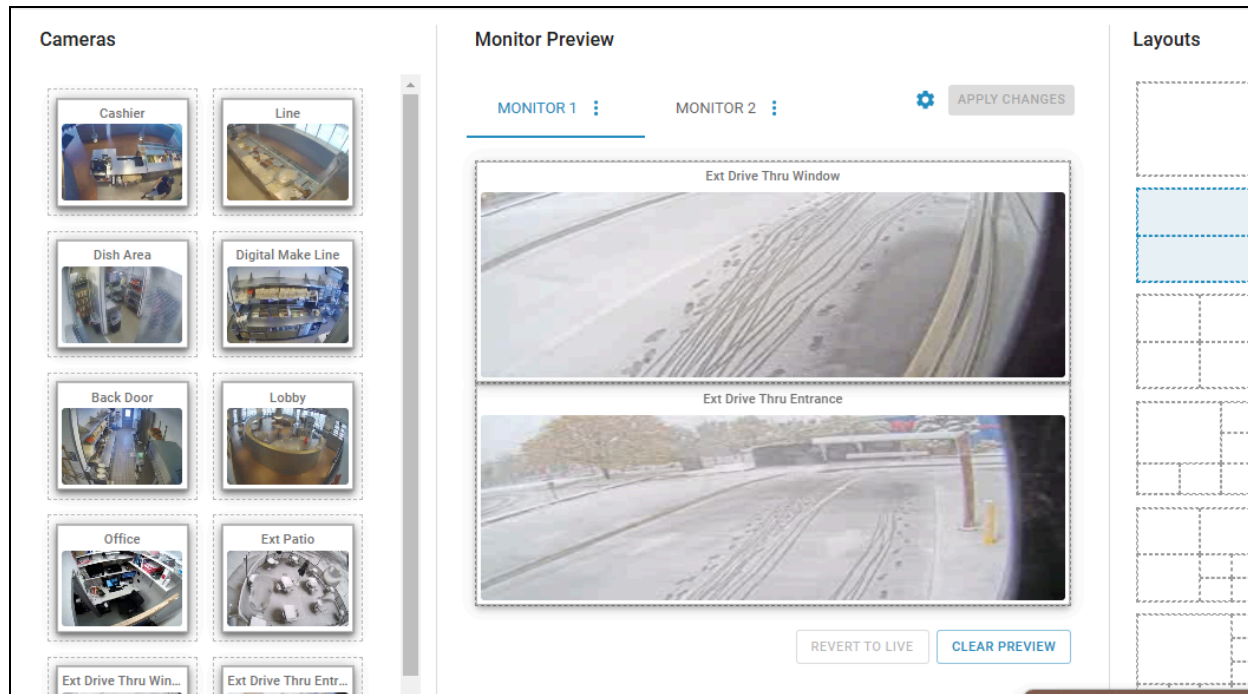 Cameras
Cashier
Line
Dish Area
Digital Make Line
Back Door
Lobby
Office
Ext Patio
Ext Drive Thru Win...
Ext Drive Thru Entr...
Monitor Preview
MONITOR 1
MONITOR 2
APPLY CHANGES
Ext Drive Thru Window
Ext Drive Thru Entrance
REVERT TO LIVE
CLEAR PREVIEW
Layouts